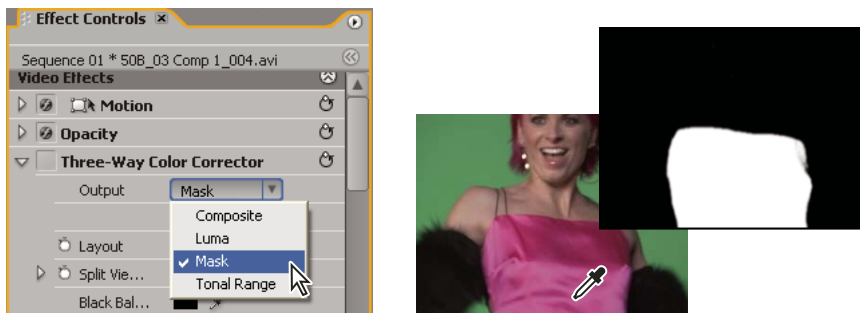 Effect Controls
Sequence 01 * 50B_03 Comp 1_004.avi
Video Effects
Motion
Opacity
Three-Way Color Corrector
Output Mask
Composite
Luma
Layout
Mask
Split Vie...
Tonal Range
Black Bal...